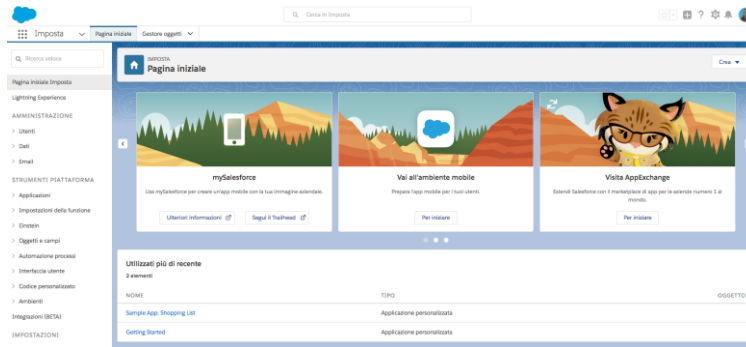 Cerca in Imposta
Imposta
Pagina iniziale
Gestore oggetti
Ricerca veloce
Pagina iniziale Imposta
Lightning Experience
AMMINISTRAZIONE
Utenti
Dati
Email
STRUMENTI PIATTAFORMA
Applicazioni
Impostazioni della funzione
Einstein
Oggetti e campi
Automazione processi
Interfaccia utente
Codice personalizzato
Ambienti
Integrazioni (BETA)
IMPOSTAZIONI
IMPOSTA
Pagina iniziale
Crea
mySalesforce
Usa mySalesforce per creare un'app mobile con la tua immagine aziendale.
Ulteriori informazioni
Segui il Trailhead
Vai all'ambiente mobile
Prepara l'app mobile per i tuoi utenti.
Per iniziare
Visita AppExchange
Estendi Salesforce con il marketplace di app per le aziende numero 1 al
mondo.
Per iniziare
Utilizzati più di recente
2 elementi
NOME TIPO OGGETTO
Sample App: Shopping List Applicazione personalizzata
Getting Started Applicazione personalizzata